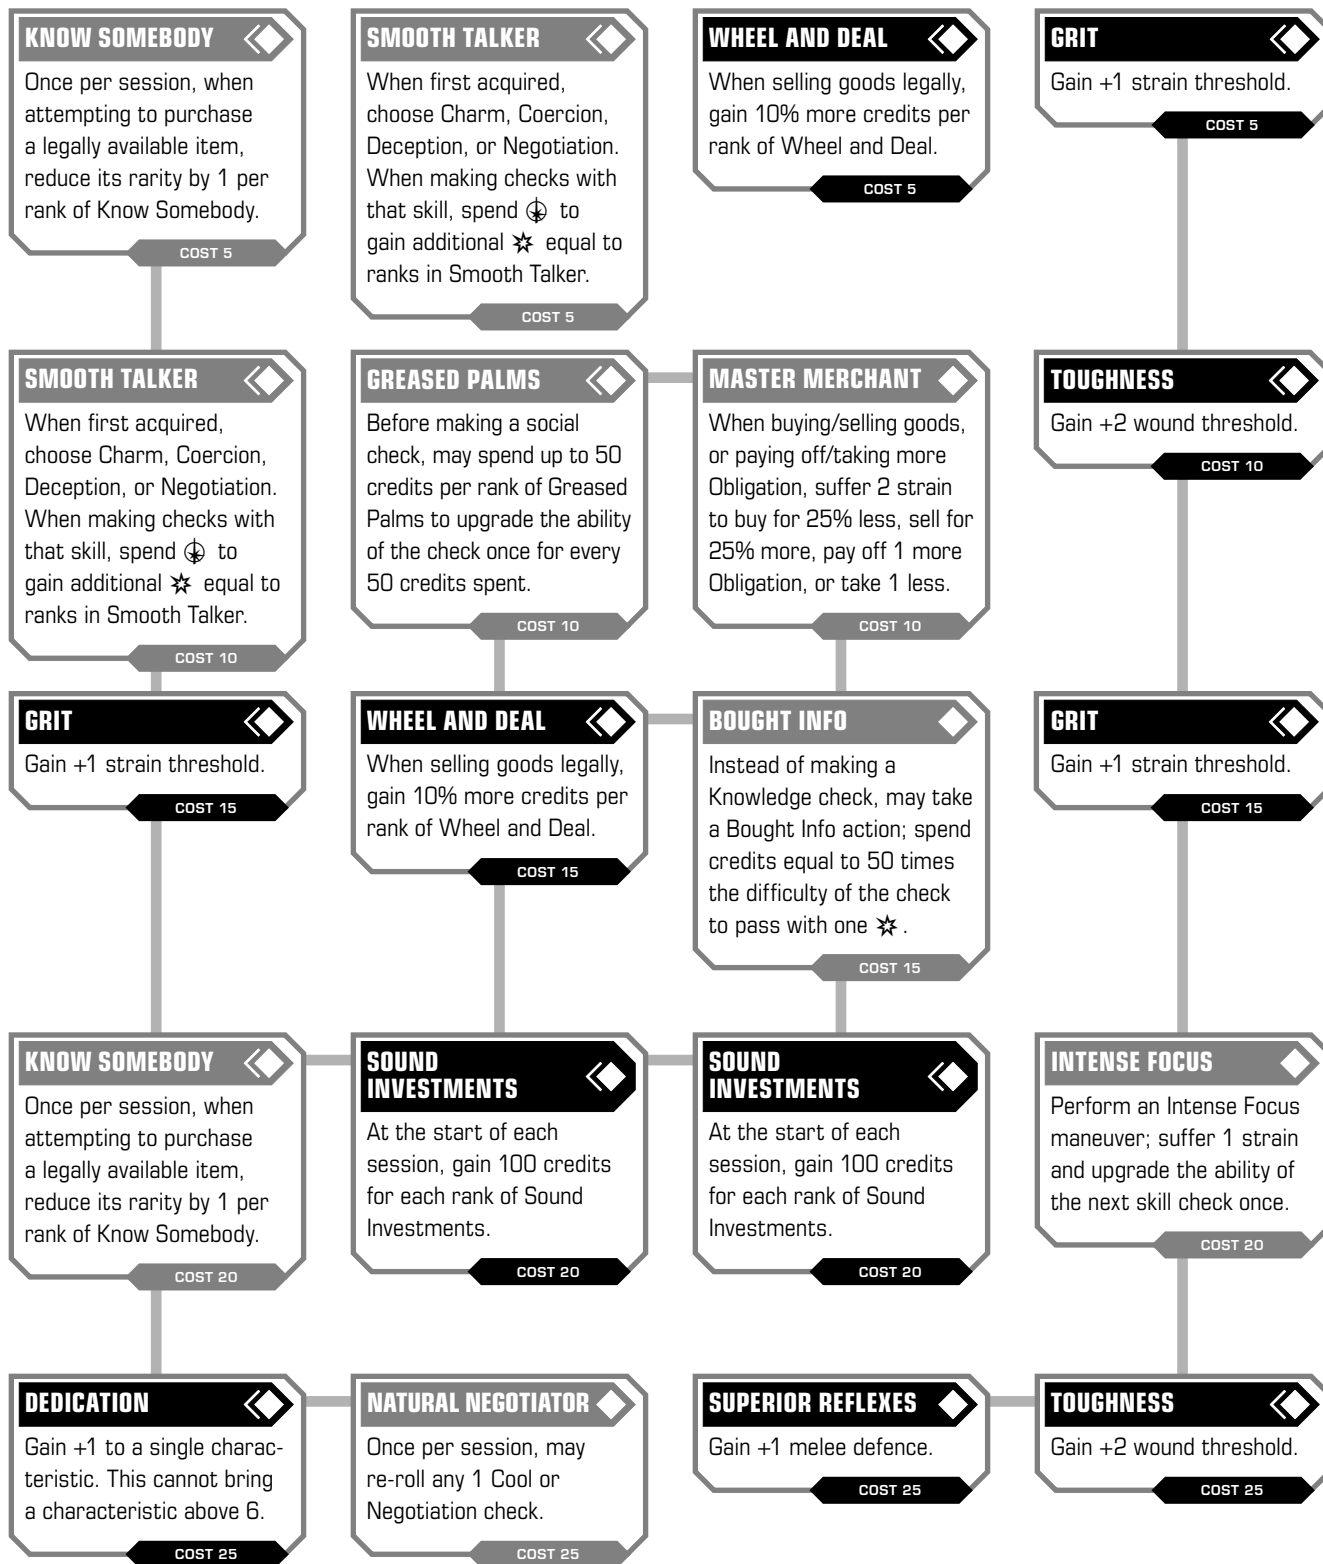 KNOW SOMEBODY
Once per session, when
attempting to purchase
a legally available item,
reduce its rarity by 1 per
rank of Know Somebody.
COST 5
SMOOTH TALKER
When first acquired,
choose Charm, Coercion,
Deception, or Negotiation.
When making checks with
that skill, spend to
gain additional equal to
ranks in Smooth Talker.
COST 5
WHEEL AND DEAL
When selling goods legally,
gain 10% more credits per
rank of Wheel and Deal.
COST 5
GRIT
Gain +1 strain threshold.
COST 5
SMOOTH TALKER
When first acquired,
choose Charm, Coercion,
Deception, or Negotiation.
When making checks with
that skill, spend to
gain additional equal to
ranks in Smooth Talker.
COST 10
GREASED PALMS
Before making a social
check, may spend up to 50
credits per rank of Greased
Palms to upgrade the ability
of the check once for every
50 credits spent.
COST 10
MASTER MERCHANT
When buying/selling goods,
or paying off/taking more
Obligation, suffer 2 strain
to buy for 25% less, sell for
25% more, pay off 1 more
Obligation, or take 1 less.
COST 10
TOUGHNESS
Gain +2 wound threshold.
COST 10
GRIT
Gain +1 strain threshold.
COST 15
WHEEL AND DEAL
When selling goods legally,
gain 10% more credits per
rank of Wheel and Deal.
COST 15
BOUGHT INFO
Instead of making a
Knowledge check, may take
a Bought Info action; spend
credits equal to 50 times
the difficulty of the check
to pass with one .
COST 15
GRIT
Gain +1 strain threshold.
COST 15
KNOW SOMEBODY
Once per session, when
attempting to purchase
a legally available item,
reduce its rarity by 1 per
rank of Know Somebody.
COST 20
SOUND
INVESTMENTS
At the start of each
session, gain 100 credits
for each rank of Sound
Investments.
COST 20
SOUND
INVESTMENTS
At the start of each
session, gain 100 credits
for each rank of Sound
Investments.
COST 20
INTENSE FOCUS
Perform an Intense Focus
maneuver; suffer 1 strain
and upgrade the ability of
the next skill check once.
COST 20
DEDICATION
Gain +1 to a single charac-
teristic. This cannot bring
a characteristic above 6.
COST 25
NATURAL NEGOTIATOR
Once per session, may
re-roll any 1 Cool or
Negotiation check.
COST 25
SUPERIOR REFLEXES
Gain +1 melee defence.
COST 25
TOUGHNESS
Gain +2 wound threshold.
COST 25